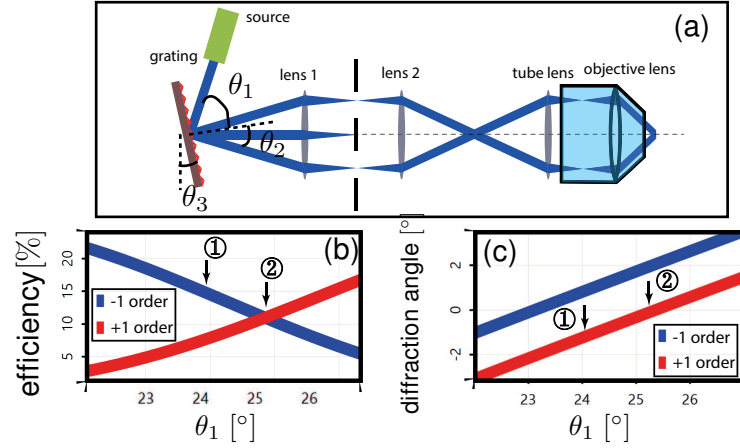 (a)
source
grating
θ1
lens 1
lens 2
tube lens
objective lens
θ2
θ3
(b)
efficiency [%]
20
15
10
5
①
②
-1 order
+1 order
23
24
25
26
θ1 [°]
(c)
diffraction angle [°]
2
0
-2
①
②
-1 order
+1 order
23
24
25
26
θ1 [°]